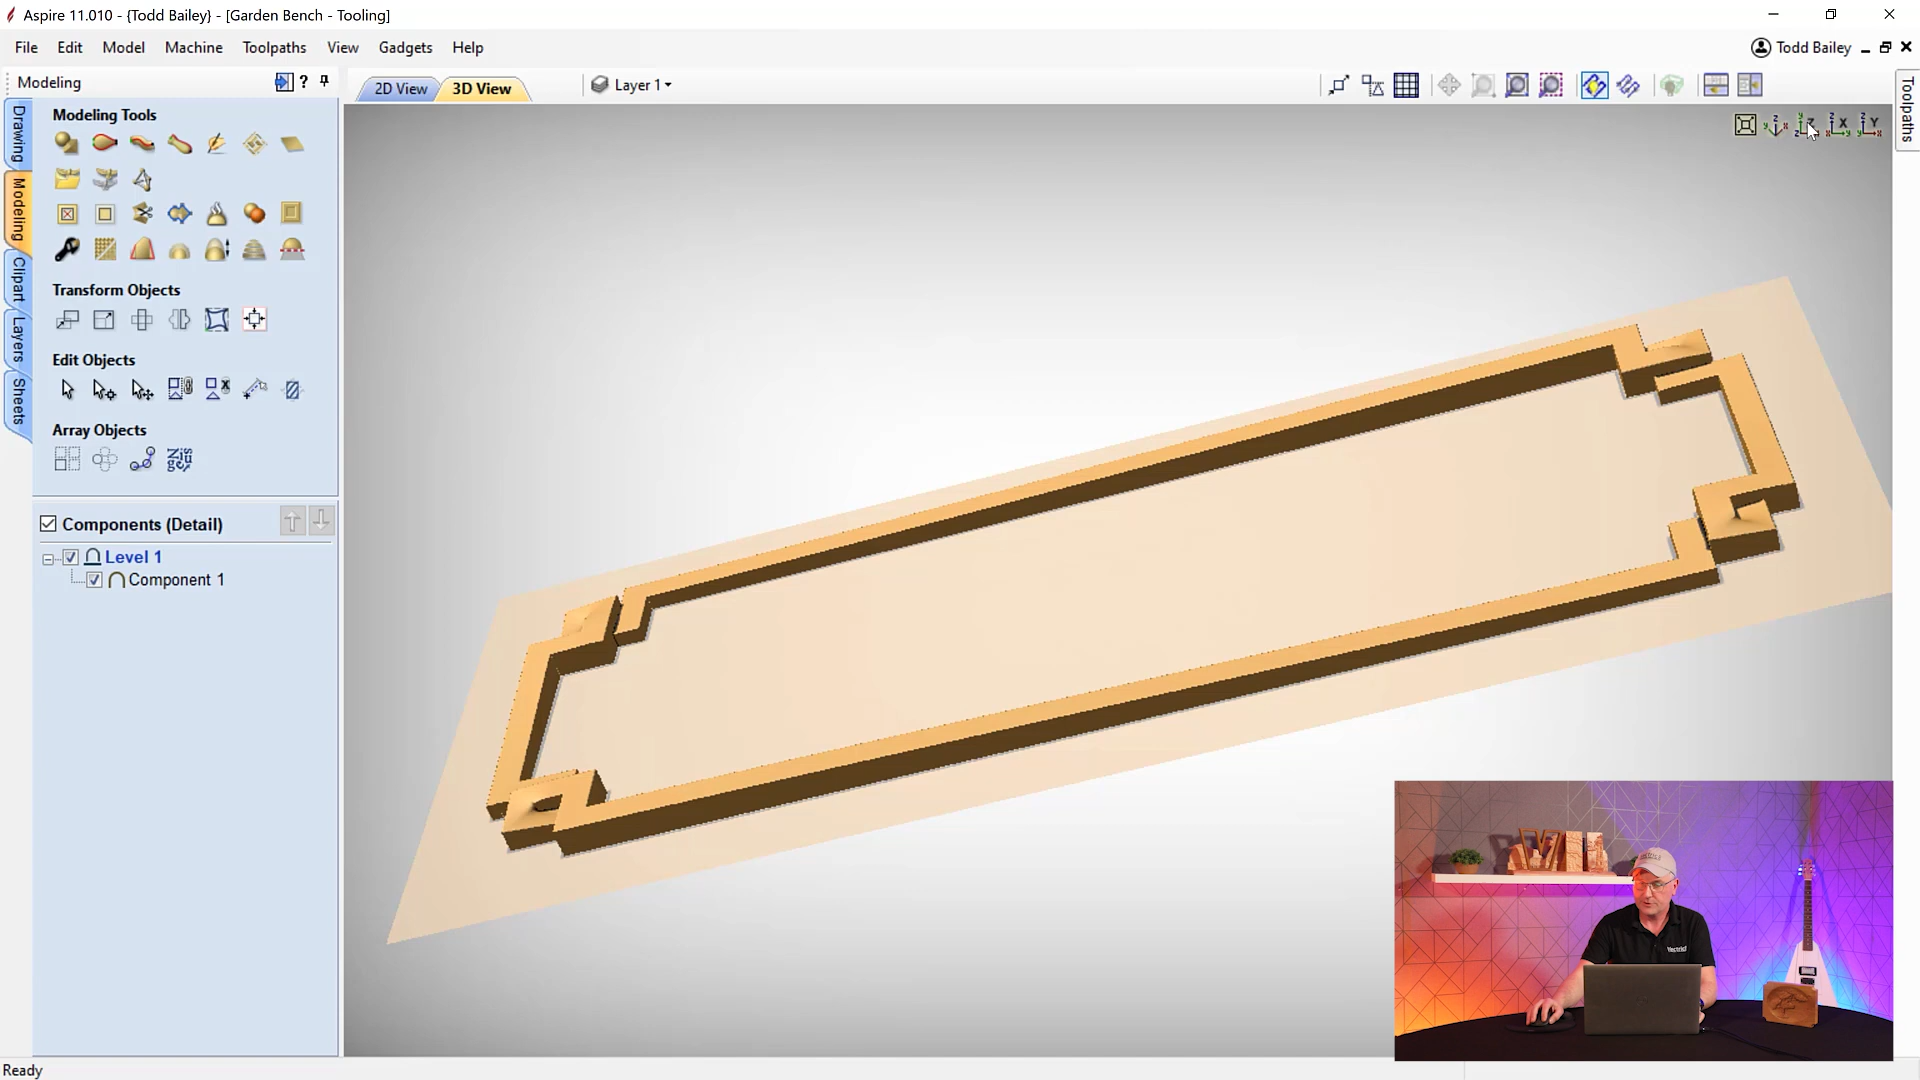 Aspire 11.010 - {Todd Bailey} - [Garden Bench - Tooling]
File Edit Model Machine Toolpaths View Gadgets Help
Todd Bailey
Modeling
2D View 3D View Layer 1
Toolpaths
Drawing
Modeling
Clipart
Layers
Sheets
Modeling Tools
Transform Objects
Edit Objects
Array Objects
Components (Detail)
Level 1
Component 1
Ready